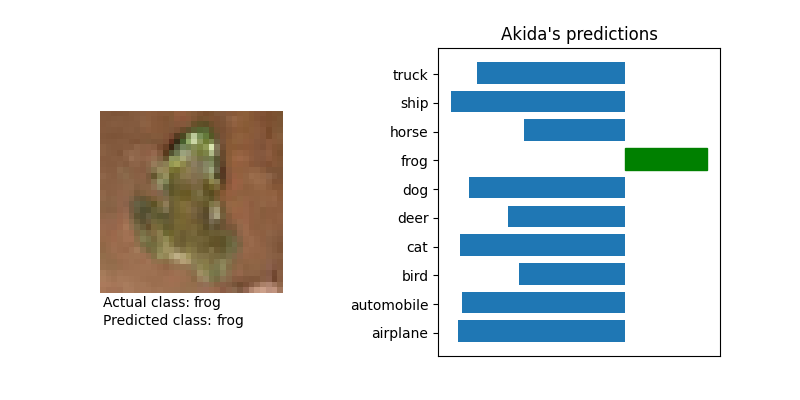 Akida's predictions
truck
ship
horse
frog
dog
deer
cat
bird
automobile
airplane
Actual class: frog
Predicted class: frog